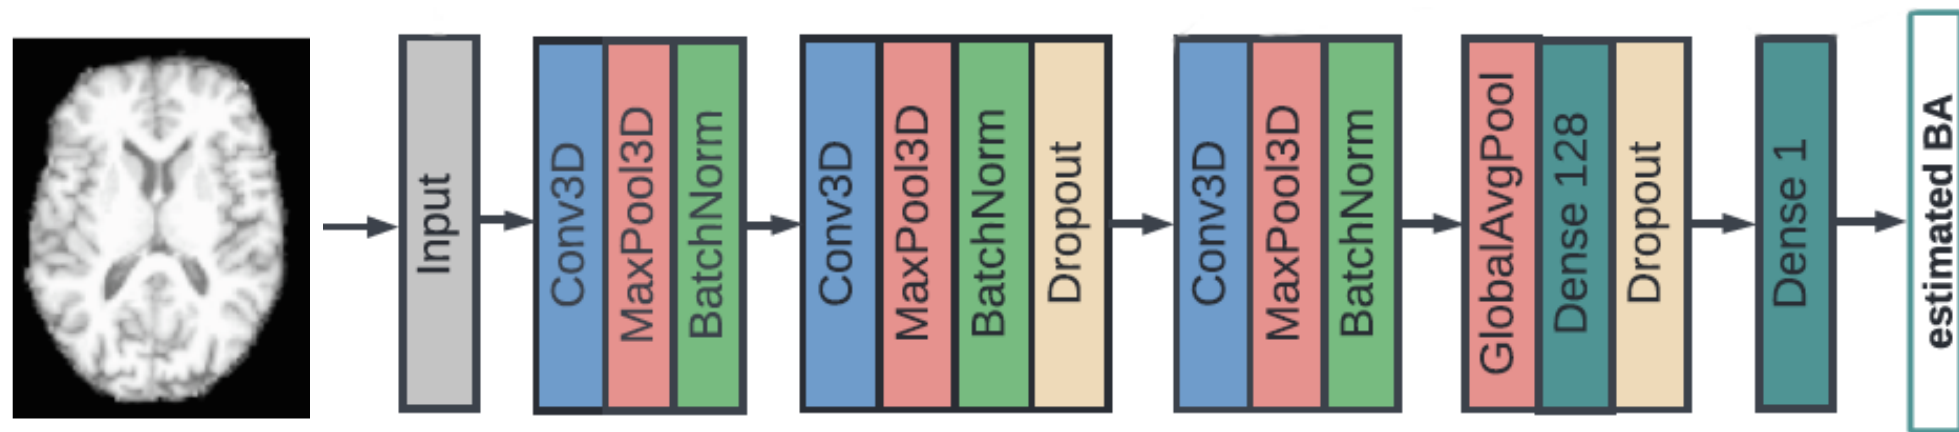 Input
Conv3D
MaxPool3D
BatchNorm
Conv3D
MaxPool3D
BatchNorm
Dropout
Conv3D
MaxPool3D
BatchNorm
GlobalAvgPool
Dense 128
Dropout
Dense 1
estimated BA